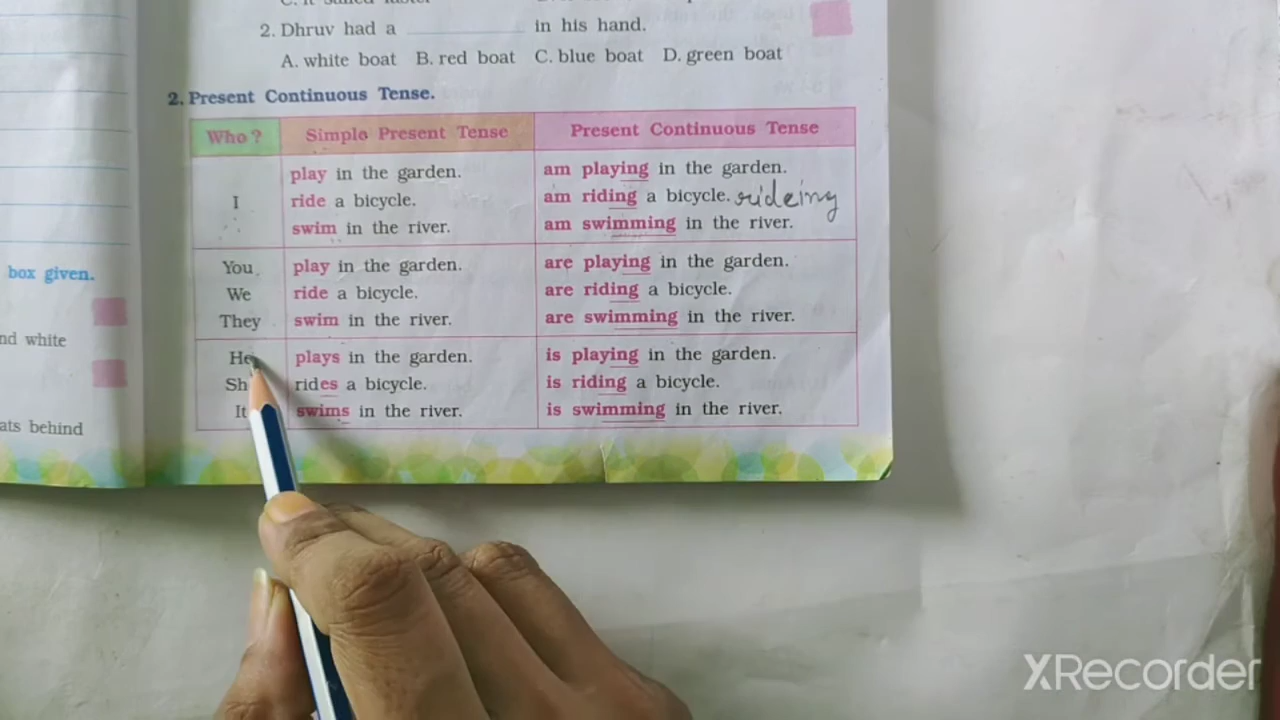 2. Dhruv had a __________ in his hand.
A. white boat B. red boat C. blue boat D. green boat
2. Present Continuous Tense.
Who? Simple Present Tense Present Continuous Tense
play in the garden. am playing in the garden.
I ride a bicycle. am riding a bicycle. rideing
swim in the river. am swimming in the river.
You play in the garden. are playing in the garden.
box given.
We ride a bicycle. are riding a bicycle.
They swim in the river. are swimming in the river.
nd white
He plays in the garden. is playing in the garden.
Sh rides a bicycle. is riding a bicycle.
It swims in the river. is swimming in the river.
ats behind
XRecorder